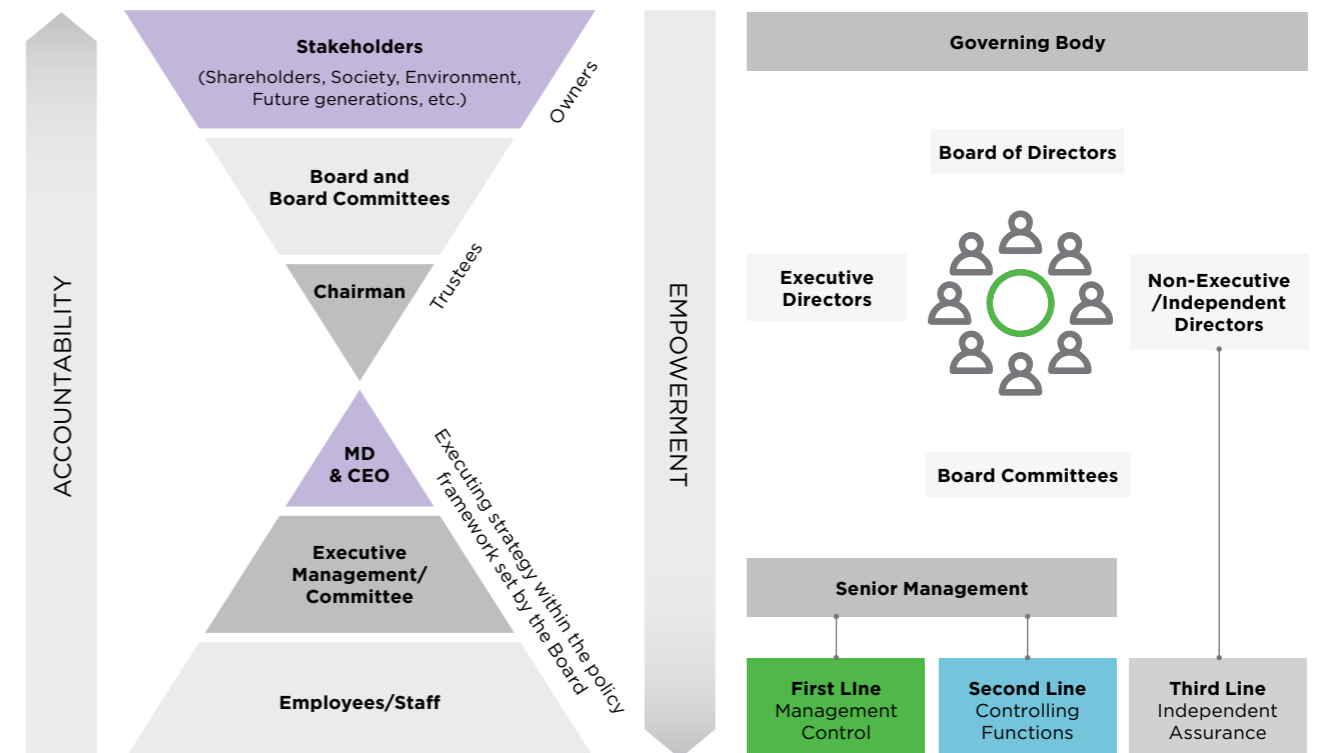 ACCOUNTABILITY
Stakeholders
(Shareholders, Society, Environment,
Future generations, etc.)
Owners
Board and
Board Committees
Chairman
Trustees
MD
& CEO
Executing strategy within the policy
framework set by the Board
Executive
Management/
Committee
Employees/Staff
EMPOWERMENT
Governing Body
Board of Directors
Executive
Directors
Non-Executive
/Independent
Directors
Board Committees
Senior Management
First LIne
Management
Control
Second Line
Controlling
Functions
Third Line
Independent
Assurance